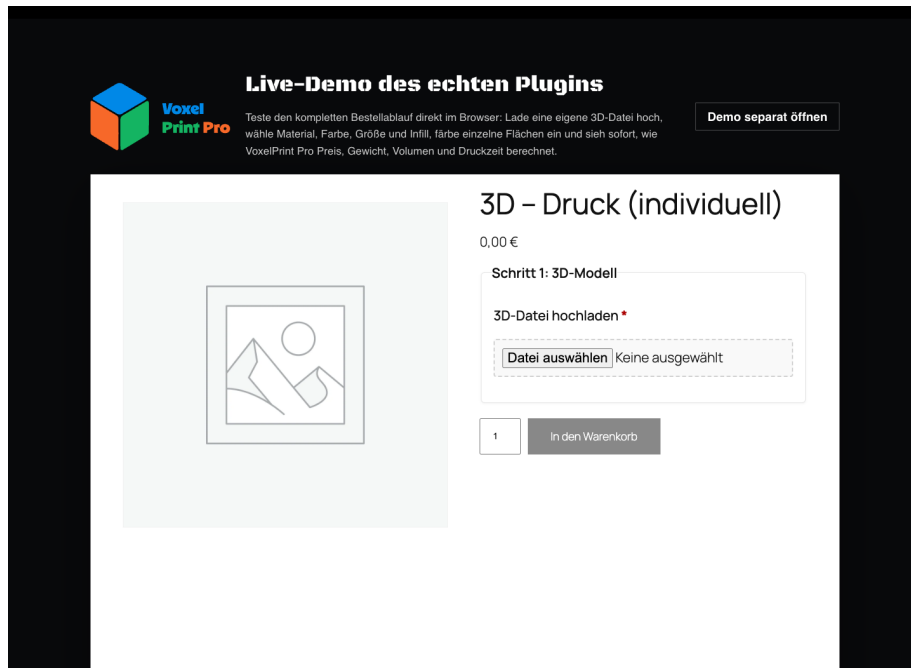 Live-Demo des echten Plugins
Voxel
Print Pro
Teste den kompletten Bestellablauf direkt im Browser: Lade eine eigene 3D-Datei hoch,
wähle Material, Farbe, Größe und Infill, färbe einzelne Flächen ein und sieh sofort, wie
VoxelPrint Pro Preis, Gewicht, Volumen und Druckzeit berechnet.
Demo separat öffnen
3D – Druck (individuell)
0,00 €
Schritt 1: 3D-Modell
3D-Datei hochladen *
Datei auswählen Keine ausgewählt
1
In den Warenkorb